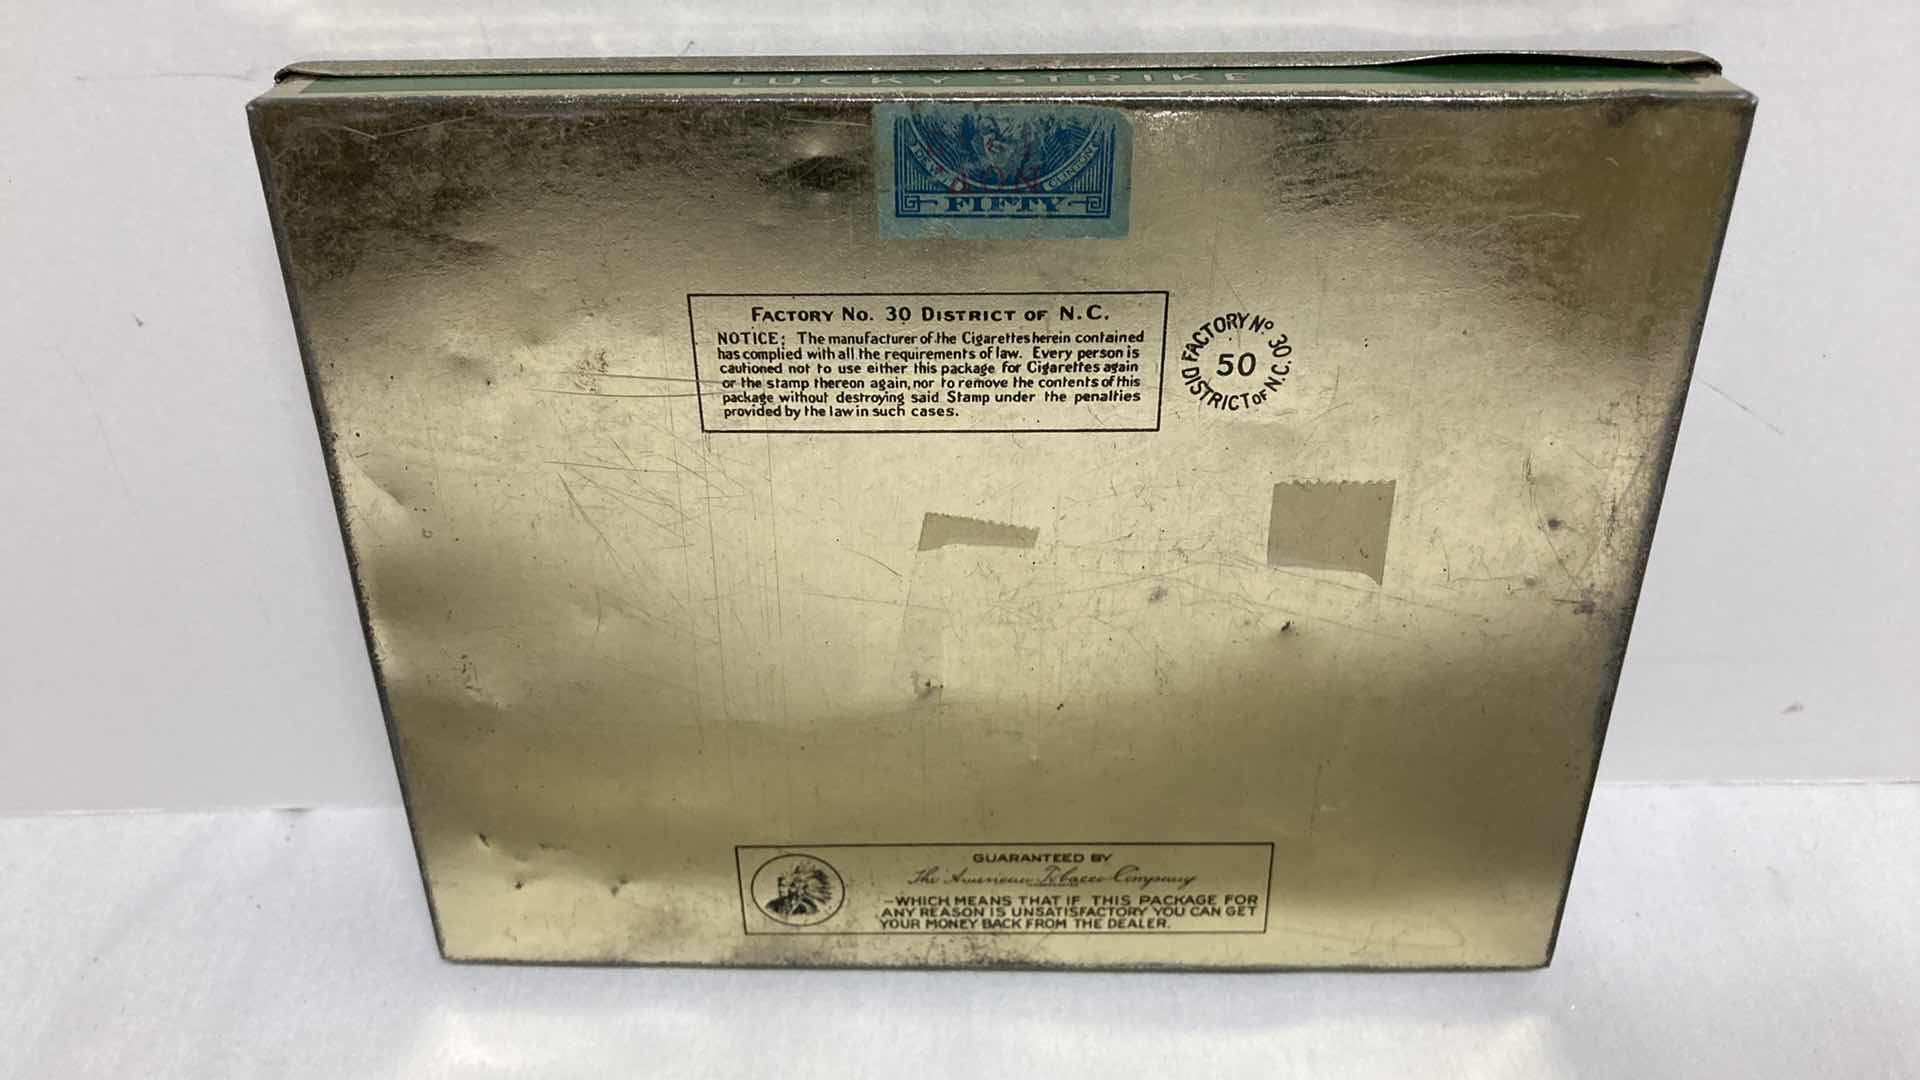 LUCKY STRIKE
DE WITT CLINTON
FIFTY
FACTORY No. 30 DISTRICT OF N.C.
NOTICE: The manufacturer of the Cigarettes herein contained
has complied with all the requirements of law. Every person is
cautioned not to use either this package for Cigarettes again
or the stamp thereon again, nor to remove the contents of this
package without destroying said Stamp under the penalties
provided by the law in such cases.
FACTORY No. 30
50
DISTRICT OF N.C.
GUARANTEED BY
The American Tobacco Company
INCORPORATED
—WHICH MEANS THAT IF THIS PACKAGE FOR
ANY REASON IS UNSATISFACTORY YOU CAN GET
YOUR MONEY BACK FROM THE DEALER.